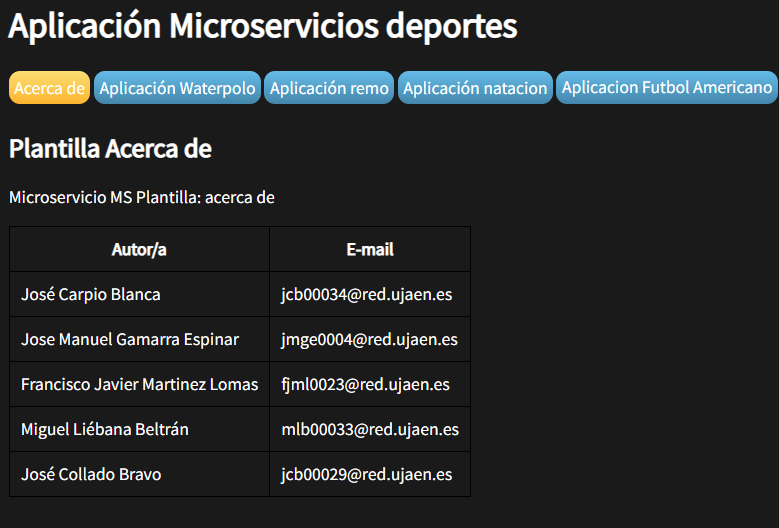 Aplicación Microservicios deportes
Acerca de Aplicación Waterpolo Aplicación remo Aplicación natacion Aplicacion Futbol Americano
Plantilla Acerca de
Microservicio MS Plantilla: acerca de
Autor/a E-mail
José Carpio Blanca jcb00034@red.ujaen.es
Jose Manuel Gamarra Espinar jmge0004@red.ujaen.es
Francisco Javier Martinez Lomas fjml0023@red.ujaen.es
Miguel Liébana Beltrán mlb00033@red.ujaen.es
José Collado Bravo jcb00029@red.ujaen.es